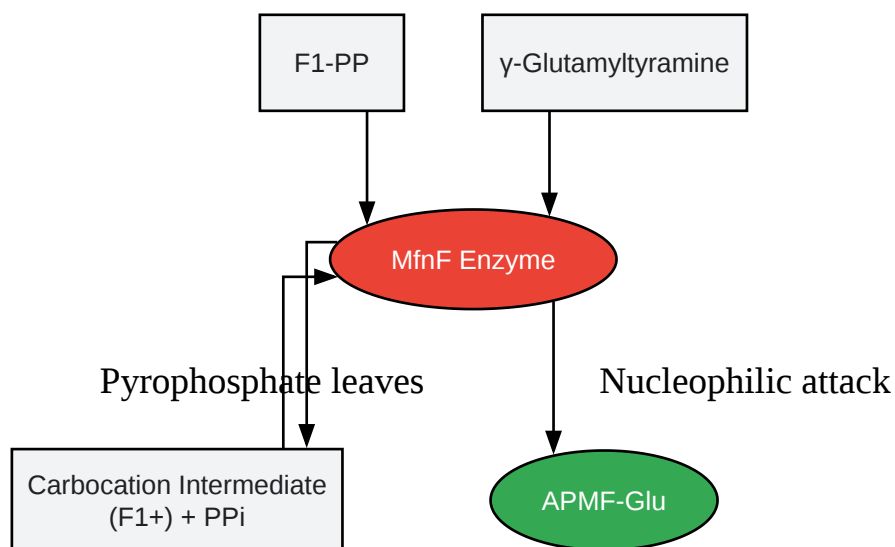 F1-PP
γ-Glutamyltyramine
MfnF Enzyme
Pyrophosphate leaves
Nucleophilic attack
Carbocation Intermediate
(F1+) + PPi
APMF-Glu